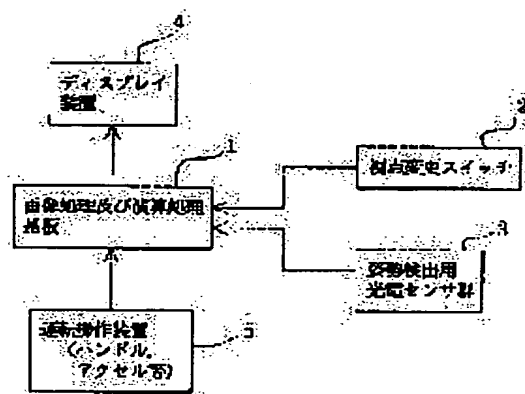 4
ディスプレイ
装置
1
2
視点変更スイッチ
画像処理及び演算処理
基板
3
姿勢検出用
光電センサ群
運転操作装置
(ハンドル,
アクセル等)
5